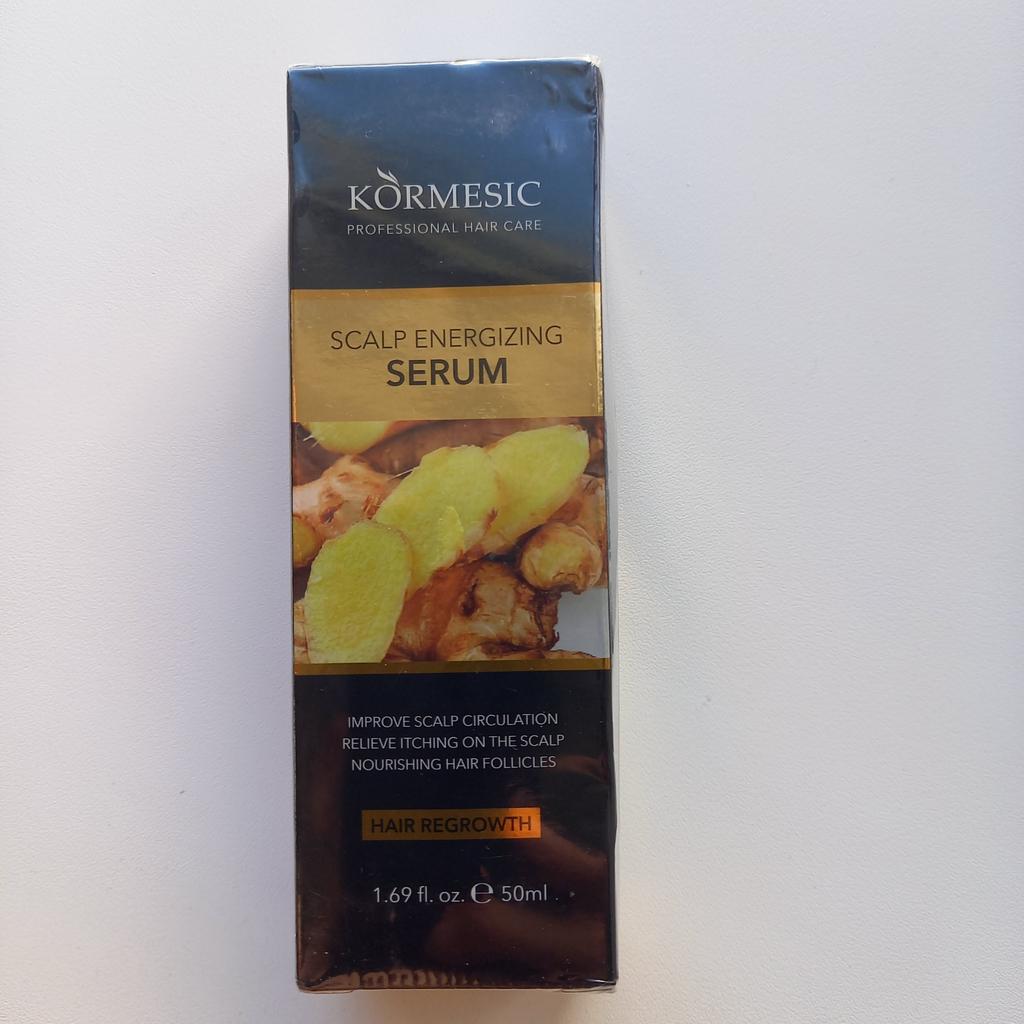 KORMESIC
PROFESSIONAL HAIR CARE
SCALP ENERGIZING
SERUM
IMPROVE SCALP CIRCULATION
RELIEVE ITCHING ON THE SCALP
NOURISHING HAIR FOLLICLES
HAIR REGROWTH
1.69 fl. oz. ℮ 50ml